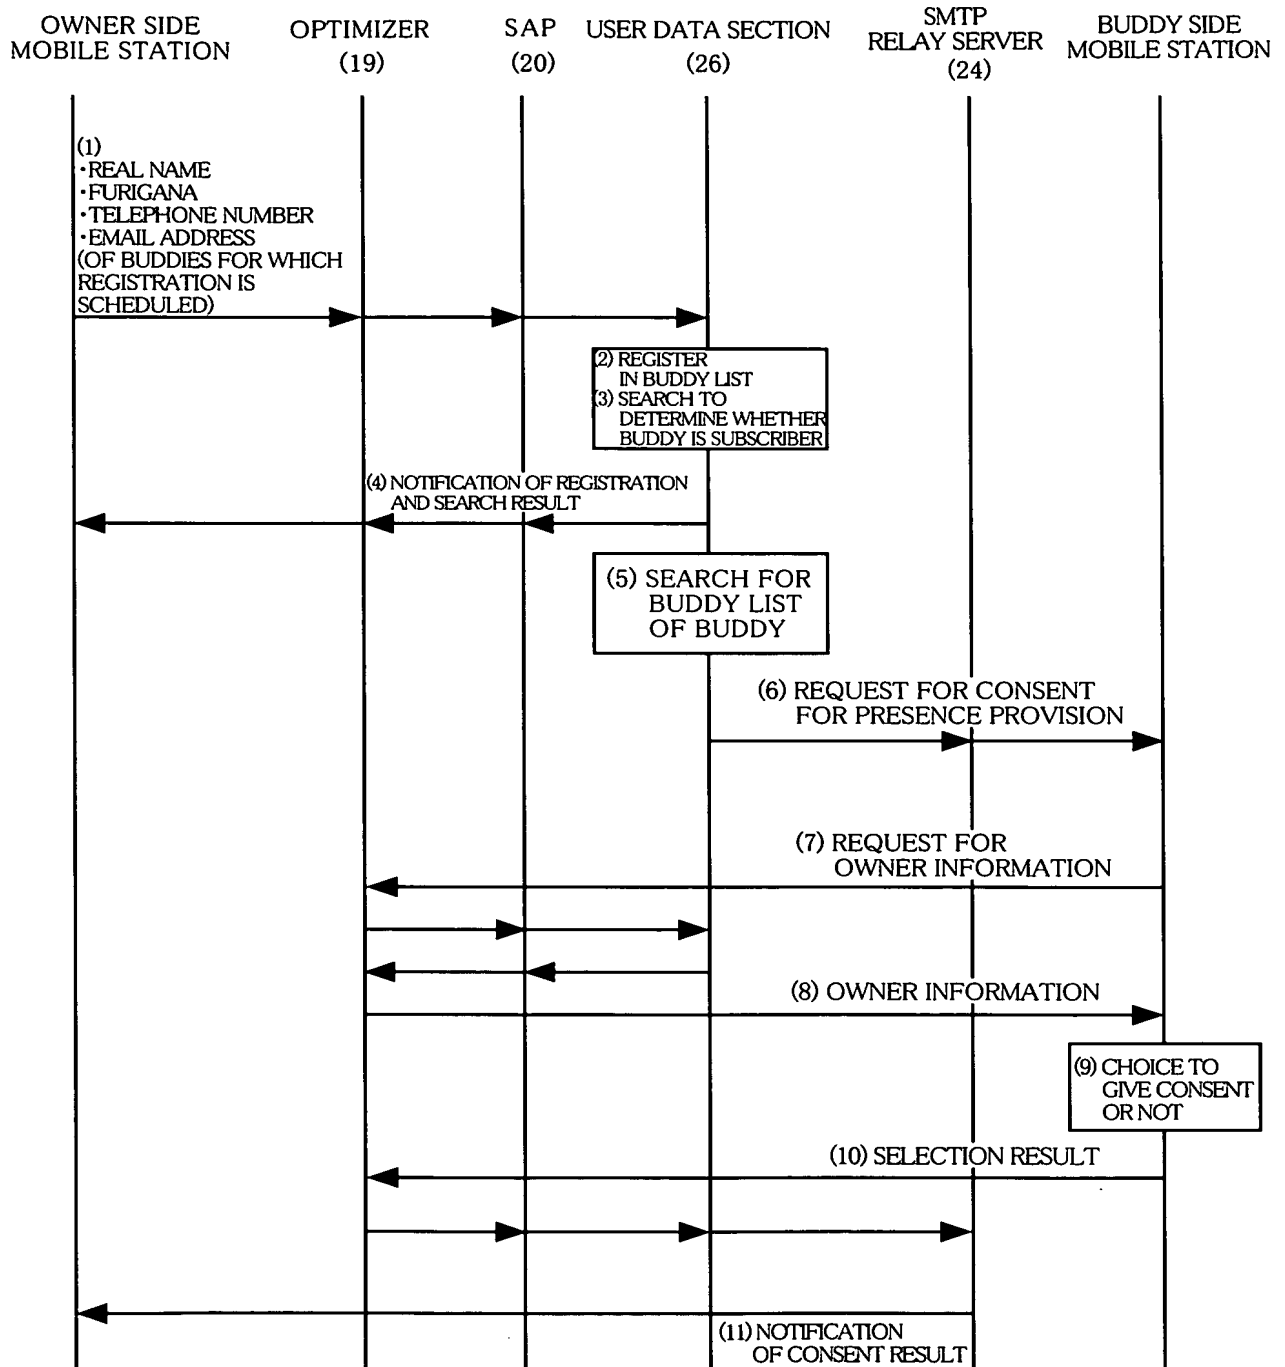 OWNER SIDE
MOBILE STATION
OPTIMIZER
(19)
SAP
(20)
USER DATA SECTION
(26)
SMTP
RELAY SERVER
(24)
BUDDY SIDE
MOBILE STATION
(1)
·REAL NAME
·FURIGANA
·TELEPHONE NUMBER
·EMAIL ADDRESS
(OF BUDDIES FOR WHICH
REGISTRATION IS
SCHEDULED)
(2) REGISTER
IN BUDDY LIST
(3) SEARCH TO
DETERMINE WHETHER
BUDDY IS SUBSCRIBER
(4) NOTIFICATION OF REGISTRATION
AND SEARCH RESULT
(5) SEARCH FOR
BUDDY LIST
OF BUDDY
(6) REQUEST FOR CONSENT
FOR PRESENCE PROVISION
(7) REQUEST FOR
OWNER INFORMATION
(8) OWNER INFORMATION
(9) CHOICE TO
GIVE CONSENT
OR NOT
(10) SELECTION RESULT
(11) NOTIFICATION
OF CONSENT RESULT